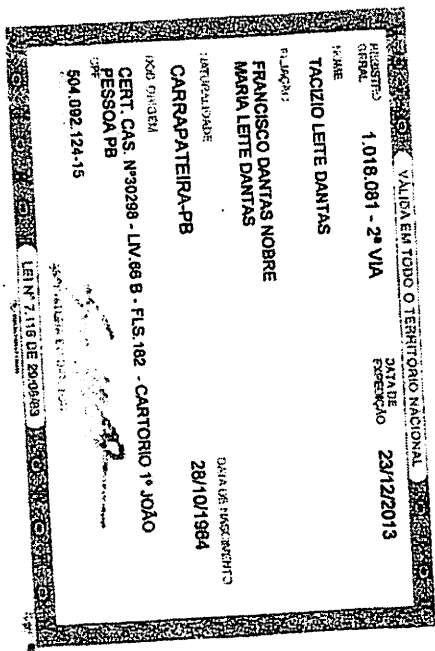 VÁLIDA EM TODO O TERRITÓRIO NACIONAL
REGISTRO GERAL 1.018.081 - 2ª VIA DATA DE EXPEDIÇÃO 23/12/2013
NOME
TACIZIO LEITE DANTAS
FILIAÇÃO
FRANCISCO DANTAS NOBRE
MARIA LEITE DANTAS
NATURALIDADE DATA DE NASCIMENTO
CARRAPATEIRA-PB 28/10/1964
DOC ORIGEM
CERT. CAS. Nº30298 - LIV.66 B - FLS.182 - CARTORIO 1º JOÃO
PESSOA PB
CPF
504.092.124-15
LEI Nº 7.116 DE 29/08/83